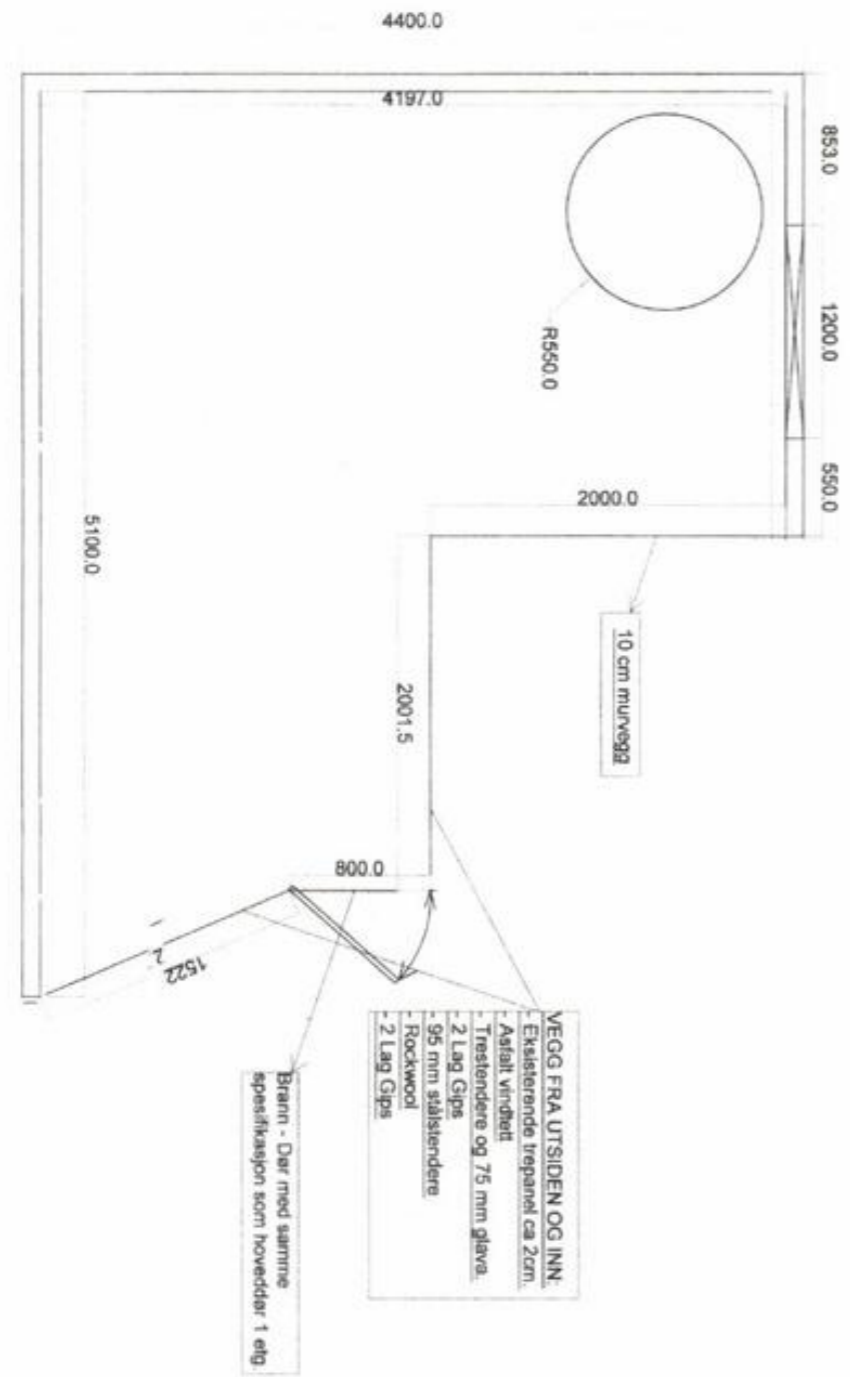 4400.0
4197.0
853.0
1200.0
550.0
R550.0
2000.0
5100.0
10 cm murvegg
2001.5
800.0
1522
VEGG FRA UTSIDEN OG INN:
- Eksisterende trepanel ca 2cm.
- Asfalt vindtett
- Trestendere og 75 mm glava.
- 2 Lag Gips
- 95 mm stålstendere
- Rockwool
- 2 Lag Gips
Brann - Dør med samme
spesifikasjon som hoveddør 1 etg.